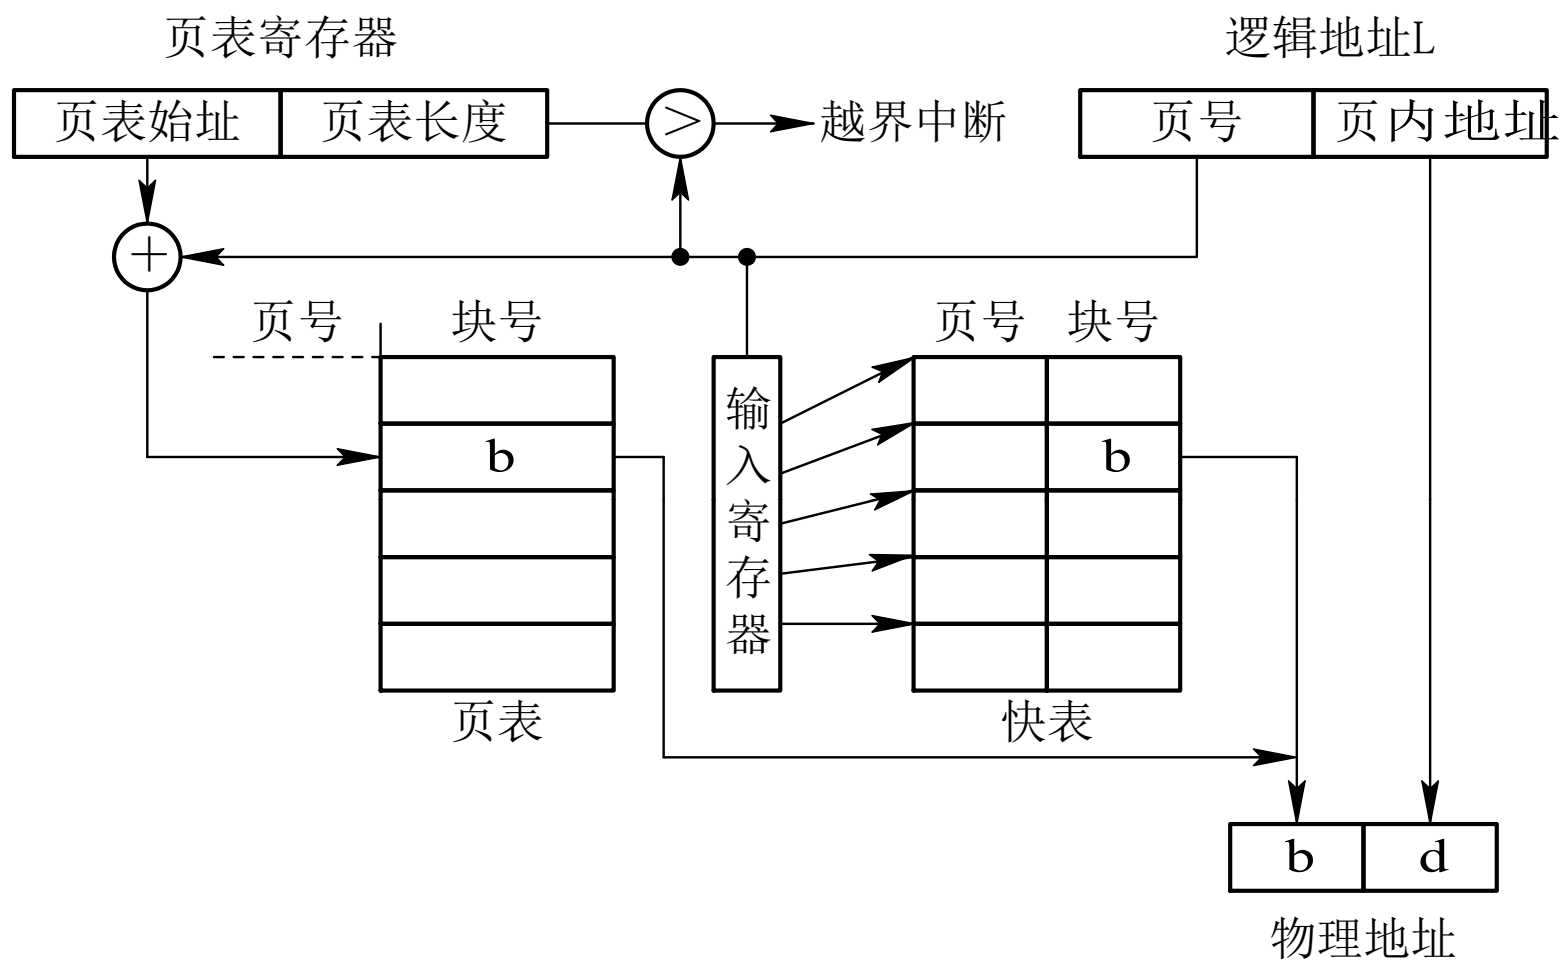 页表寄存器
逻辑地址L
页表始址 页表长度 > 越界中断 页号 页内地址
+
页号 块号 页号 块号
b
b
输入寄存器
页表
快表
b d
物理地址